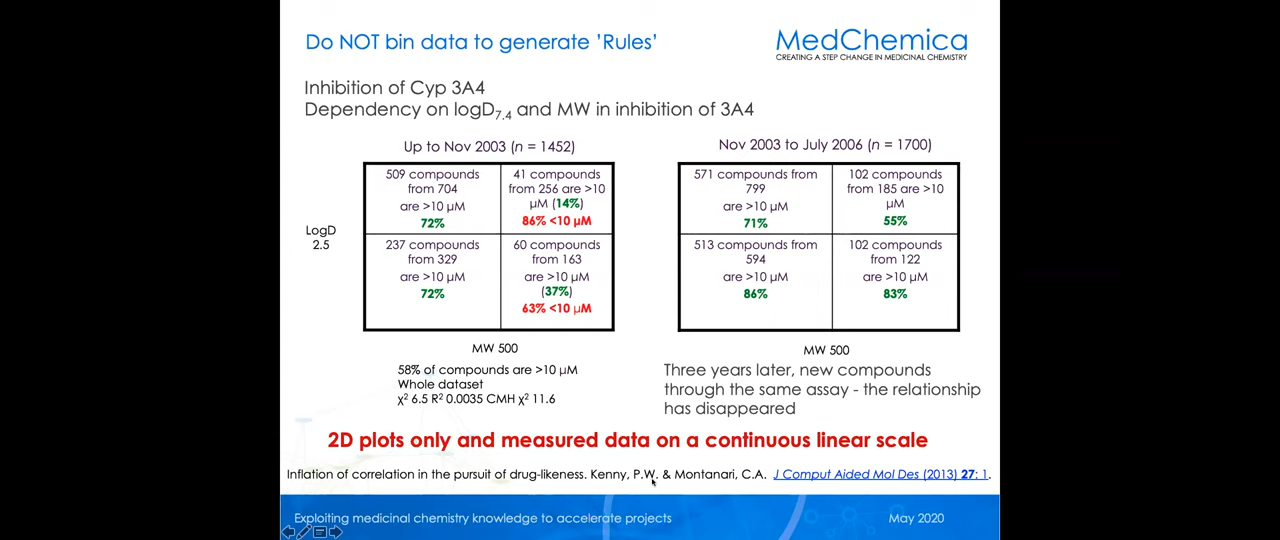 Do NOT bin data to generate ’Rules’
MedChemica
CREATING A STEP CHANGE IN MEDICINAL CHEMISTRY
Inhibition of Cyp 3A4
Dependency on logD7.4 and MW in inhibition of 3A4
Up to Nov 2003 (n = 1452)
509 compounds
from 704
are >10 μM
72%
41 compounds
from 256 are >10
μM (14%)
86% <10 μM
LogD
2.5
237 compounds
from 329
are >10 μM
72%
60 compounds
from 163
are >10 μM
(37%)
63% <10 μM
MW 500
58% of compounds are >10 μM
Whole dataset
χ² 6.5 R² 0.0035 CMH χ² 11.6
Nov 2003 to July 2006 (n = 1700)
571 compounds from
799
are >10 μM
71%
102 compounds
from 185 are >10
μM
55%
513 compounds from
594
are >10 μM
86%
102 compounds
from 122
are >10 μM
83%
MW 500
Three years later, new compounds
through the same assay - the relationship
has disappeared
2D plots only and measured data on a continuous linear scale
Inflation of correlation in the pursuit of drug-likeness. Kenny, P.W. & Montanari, C.A. J Comput Aided Mol Des (2013) 27: 1.
Exploiting medicinal chemistry knowledge to accelerate projects
May 2020